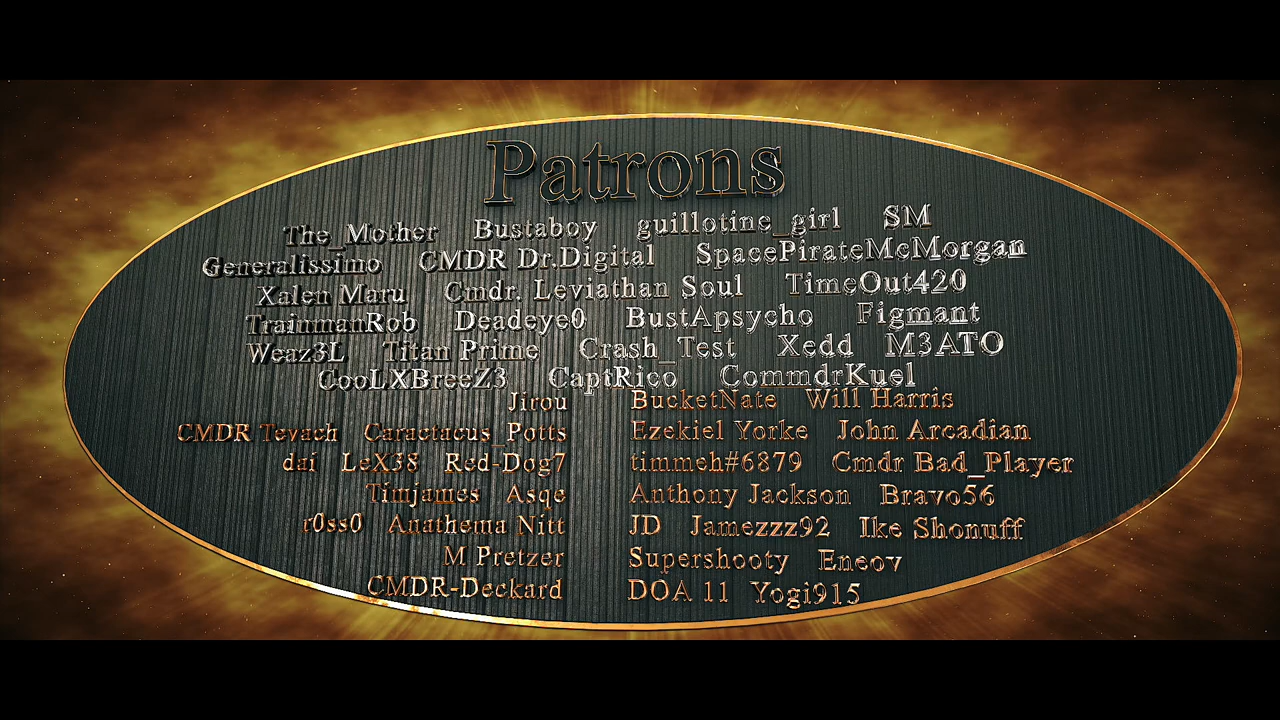 Patrons
The_Mother Bustaboy guillotine_girl SM
Generalissimo CMDR Dr.Digital SpacePirateMcMorgan
Xalen Maru Cmdr. Leviathan Soul TimeOut420
TrainmanRob Deadeye0 BustApsycho Figmant
Weaz3L Titan Prime Crash_Test Xedd M3ATO
CooLXBreeZ3 CaptRico CommdrKuel
Jirou BucketNate Will Harris
CMDR Tevach Caractacus_Potts Ezekiel Yorke John Arcadian
dai LeX38 Red-Dog7 timmeh#6879 Cmdr Bad_Player
Timjames Asqe Anthony Jackson Bravo56
r0ss0 Anathema Nitt JD Jamezzz92 Ike Shonuff
M Pretzer Supershooty Eneov
CMDR-Deckard DOA 11 Yogi915